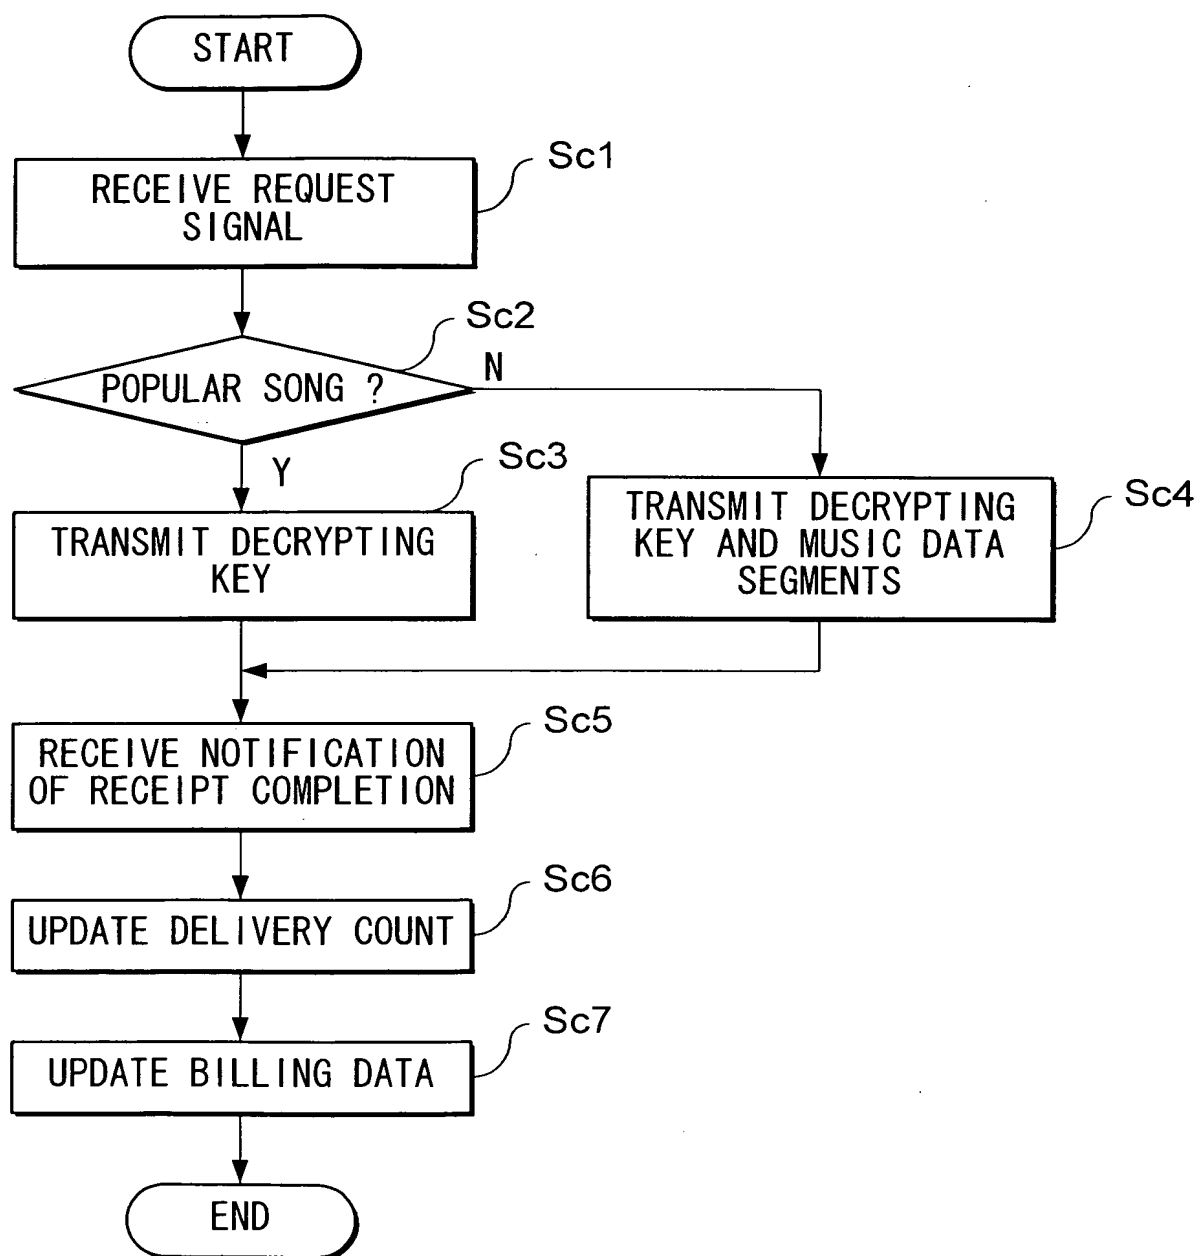 START
Sc1
RECEIVE REQUEST
SIGNAL
Sc2
POPULAR SONG ?
N
Y
Sc3
TRANSMIT DECRYPTING
KEY
Sc4
TRANSMIT DECRYPTING
KEY AND MUSIC DATA
SEGMENTS
Sc5
RECEIVE NOTIFICATION
OF RECEIPT COMPLETION
Sc6
UPDATE DELIVERY COUNT
Sc7
UPDATE BILLING DATA
END